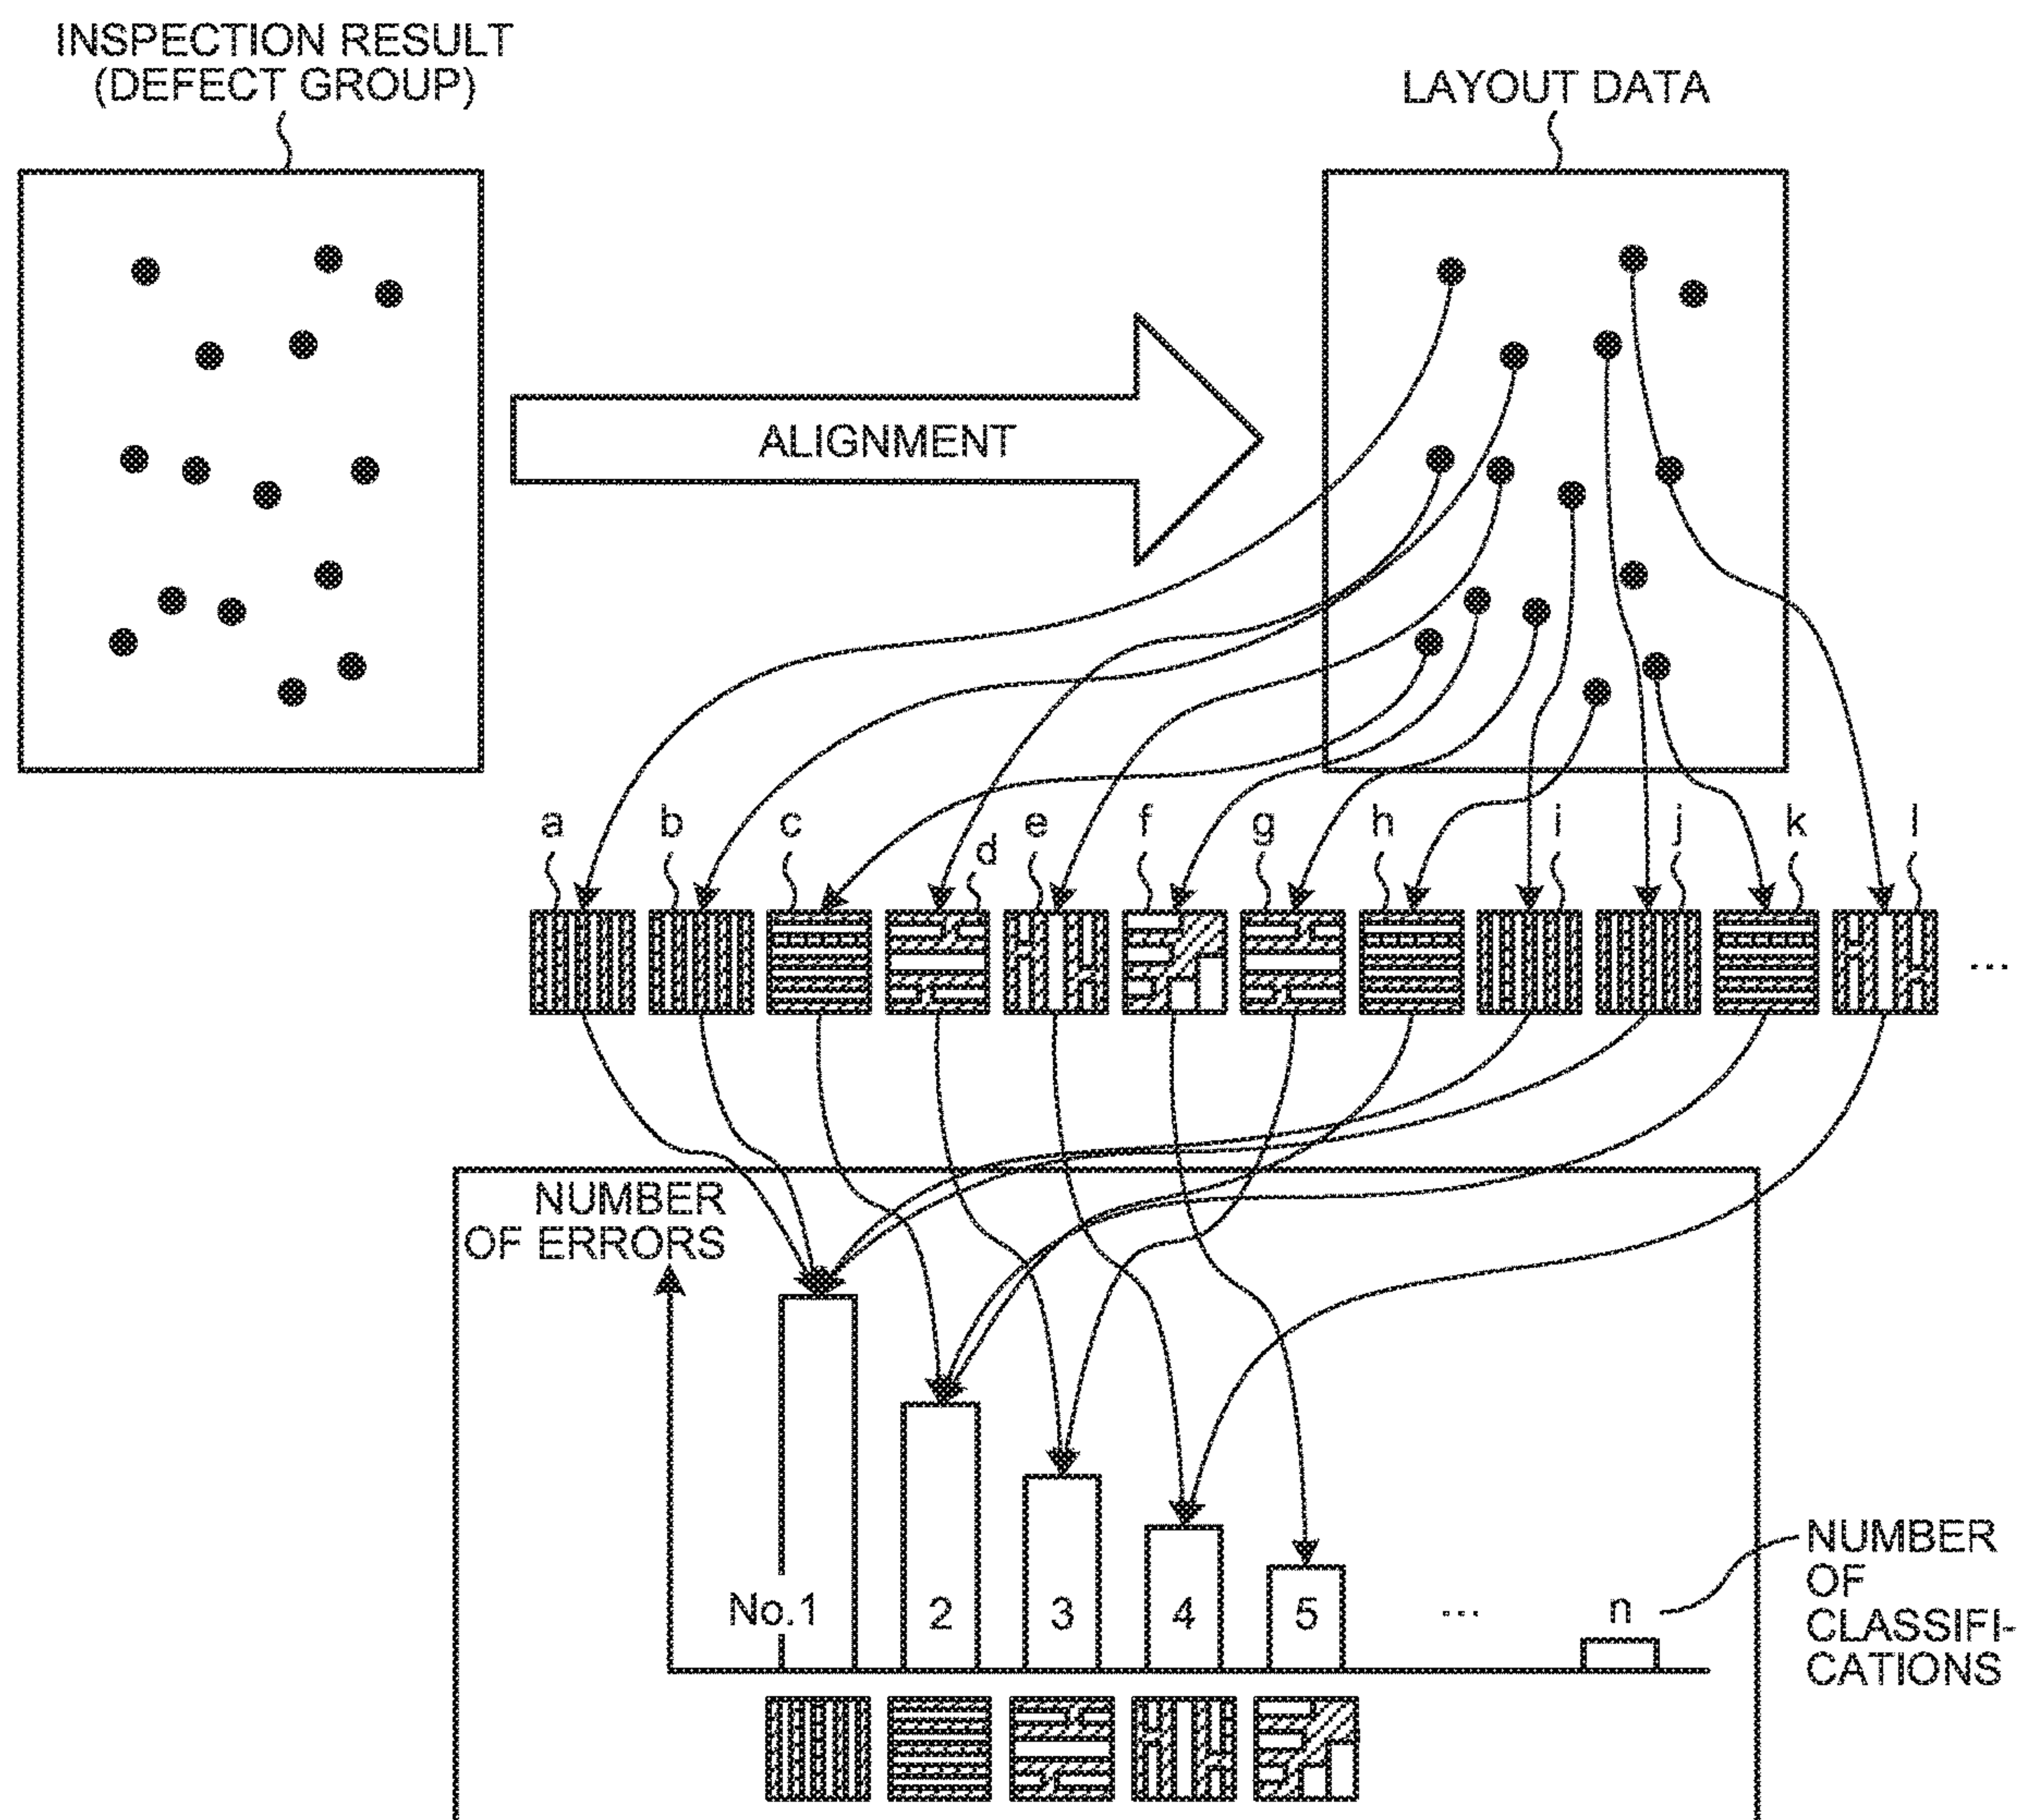 INSPECTION RESULT
(DEFECT GROUP)
LAYOUT DATA
ALIGNMENT
a b c d e f g h i j k l
...
NUMBER
OF ERRORS
No.1 2 3 4 5 ... n
NUMBER
OF
CLASSIFI-
CATIONS